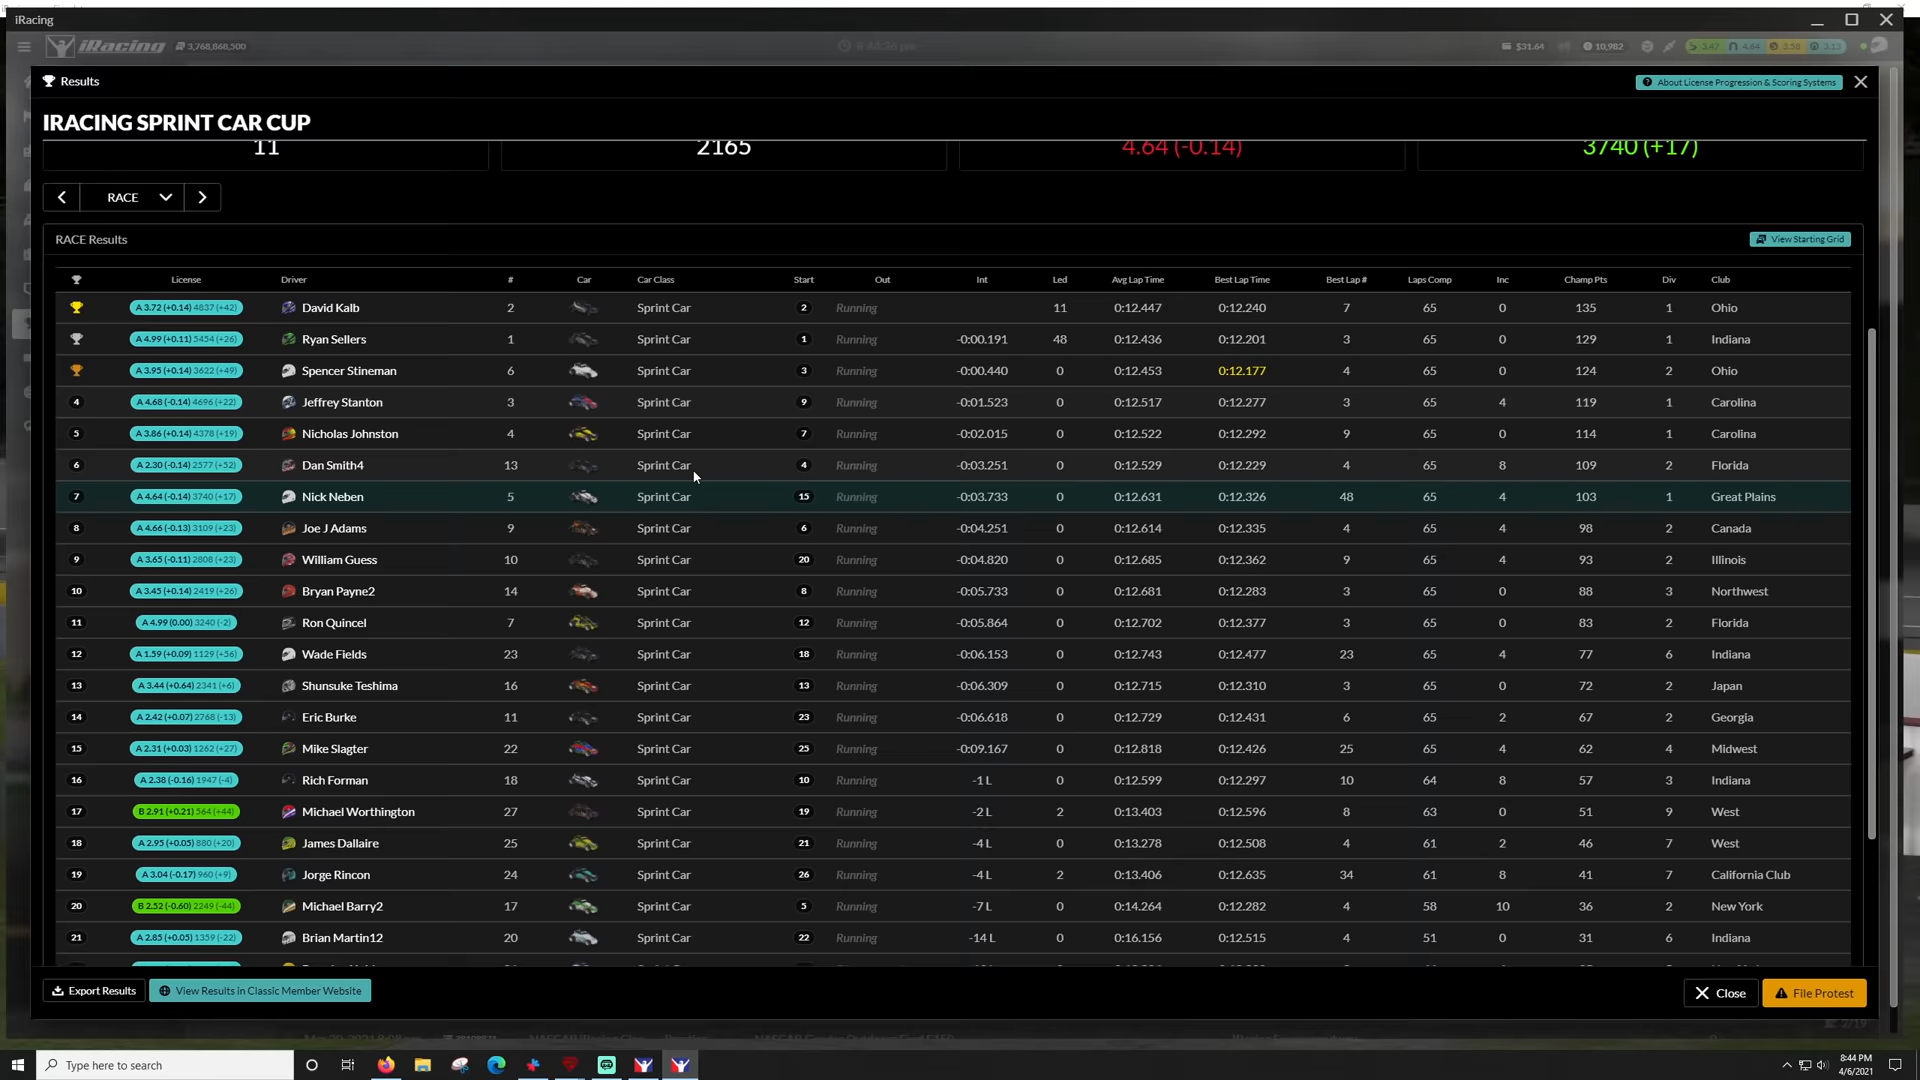 iRacing
iRacing 3,768,868,500 8:44:26 pm $31.64 10,982 3.47 4.64 3.58 3.13
Results About License Progression & Scoring Systems
IRACING SPRINT CAR CUP
11 2165 4.64 (-0.14) 3740 (+17)
RACE
RACE Results View Starting Grid
License Driver # Car Car Class Start Out Int Led Avg Lap Time Best Lap Time Best Lap # Laps Comp Inc Champ Pts Div Club
A 3.72 (+0.14) 4837 (+42) David Kalb 2 Sprint Car 2 Running 11 0:12.447 0:12.240 7 65 0 135 1 Ohio
A 4.99 (+0.11) 5454 (+26) Ryan Sellers 1 Sprint Car 1 Running -0:00.191 48 0:12.436 0:12.201 3 65 0 129 1 Indiana
A 3.95 (+0.14) 3622 (+49) Spencer Stineman 6 Sprint Car 3 Running -0:00.440 0 0:12.453 0:12.177 4 65 0 124 2 Ohio
4 A 4.68 (-0.14) 4696 (+22) Jeffrey Stanton 3 Sprint Car 9 Running -0:01.523 0 0:12.517 0:12.277 3 65 4 119 1 Carolina
5 A 3.86 (+0.14) 4378 (+19) Nicholas Johnston 4 Sprint Car 7 Running -0:02.015 0 0:12.522 0:12.292 9 65 0 114 1 Carolina
6 A 2.30 (-0.14) 2577 (+52) Dan Smith4 13 Sprint Car 4 Running -0:03.251 0 0:12.529 0:12.229 4 65 8 109 2 Florida
7 A 4.64 (-0.14) 3740 (+17) Nick Neben 5 Sprint Car 15 Running -0:03.733 0 0:12.631 0:12.326 48 65 4 103 1 Great Plains
8 A 4.66 (-0.13) 3109 (+23) Joe J Adams 9 Sprint Car 6 Running -0:04.251 0 0:12.614 0:12.335 4 65 4 98 2 Canada
9 A 3.65 (-0.11) 2808 (+23) William Guess 10 Sprint Car 20 Running -0:04.820 0 0:12.685 0:12.362 9 65 4 93 2 Illinois
10 A 3.45 (+0.14) 2419 (+26) Bryan Payne2 14 Sprint Car 8 Running -0:05.733 0 0:12.681 0:12.283 3 65 0 88 3 Northwest
11 A 4.99 (0.00) 3240 (-2) Ron Quincel 7 Sprint Car 12 Running -0:05.864 0 0:12.702 0:12.377 3 65 0 83 2 Florida
12 A 1.59 (+0.09) 1129 (+56) Wade Fields 23 Sprint Car 18 Running -0:06.153 0 0:12.743 0:12.477 23 65 4 77 6 Indiana
13 A 3.44 (+0.64) 2341 (+6) Shunsuke Teshima 16 Sprint Car 13 Running -0:06.309 0 0:12.715 0:12.310 3 65 0 72 2 Japan
14 A 2.42 (+0.07) 2768 (-13) Eric Burke 11 Sprint Car 23 Running -0:06.618 0 0:12.729 0:12.431 6 65 2 67 2 Georgia
15 A 2.31 (+0.03) 1262 (+27) Mike Slagter 22 Sprint Car 25 Running -0:09.167 0 0:12.818 0:12.426 25 65 4 62 4 Midwest
16 A 2.38 (-0.16) 1947 (-4) Rich Forman 18 Sprint Car 10 Running -1 L 0 0:12.599 0:12.297 10 64 8 57 3 Indiana
17 B 2.91 (+0.21) 564 (+44) Michael Worthington 27 Sprint Car 19 Running -2 L 2 0:13.403 0:12.596 8 63 0 51 9 West
18 A 2.95 (+0.05) 880 (+20) James Dallaire 25 Sprint Car 21 Running -4 L 0 0:13.278 0:12.508 4 61 2 46 7 West
19 A 3.04 (-0.17) 960 (+9) Jorge Rincon 24 Sprint Car 26 Running -4 L 2 0:13.406 0:12.635 34 61 8 41 7 California Club
20 B 2.52 (-0.60) 2249 (-44) Michael Barry2 17 Sprint Car 5 Running -7 L 0 0:14.264 0:12.282 4 58 10 36 2 New York
21 A 2.85 (+0.05) 1359 (-22) Brian Martin12 20 Sprint Car 22 Running -14 L 0 0:16.156 0:12.515 4 51 0 31 6 Indiana
Export Results View Results in Classic Member Website Close File Protest
Type here to search 8:44 PM
4/6/2021